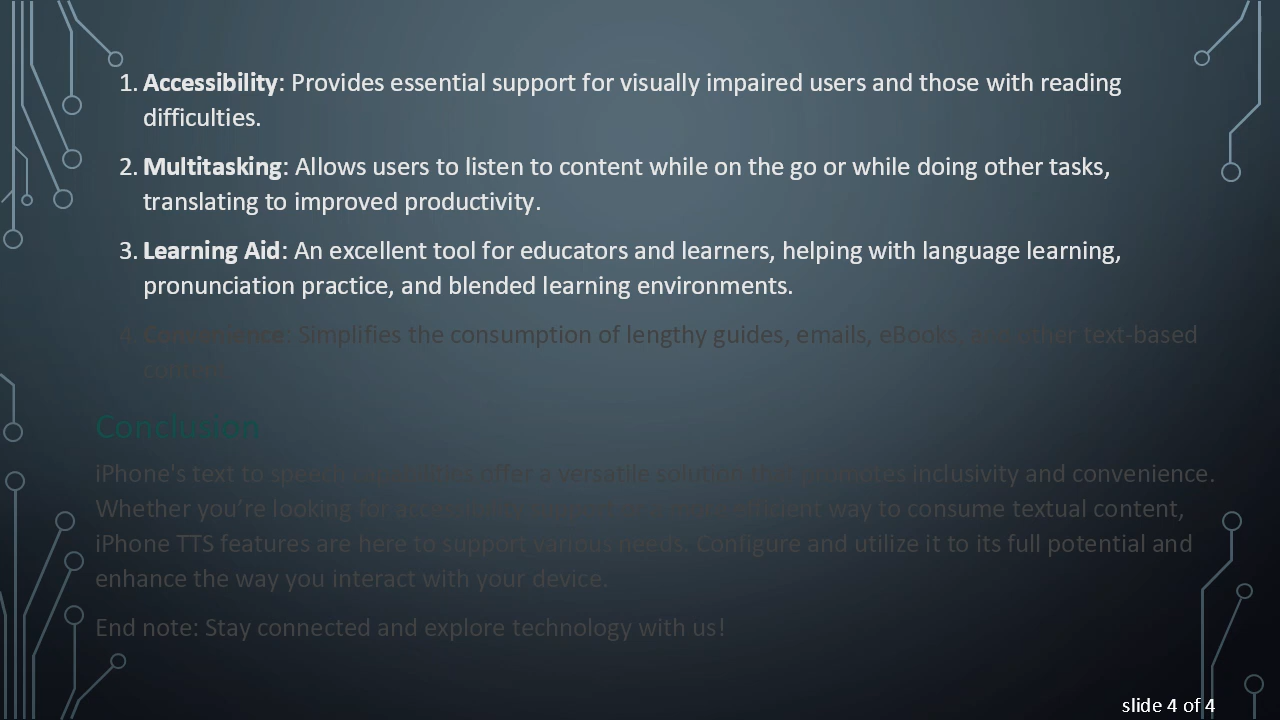 1. Accessibility: Provides essential support for visually impaired users and those with reading
difficulties.
2. Multitasking: Allows users to listen to content while on the go or while doing other tasks,
translating to improved productivity.
3. Learning Aid: An excellent tool for educators and learners, helping with language learning,
pronunciation practice, and blended learning environments.
4. Convenience: Simplifies the consumption of lengthy guides, emails, eBooks, and other text-based
content.
Conclusion
iPhone's text to speech capabilities offer a versatile solution that promotes inclusivity and convenience.
Whether you’re looking for accessibility efficient way to consume textual content,
iPhone TTS features are here to support various needs. Configure and utilize it to its full potential and
enhance the way you interact with your device.
End note: Stay connected and explore technology with us!
slide 4 of 4